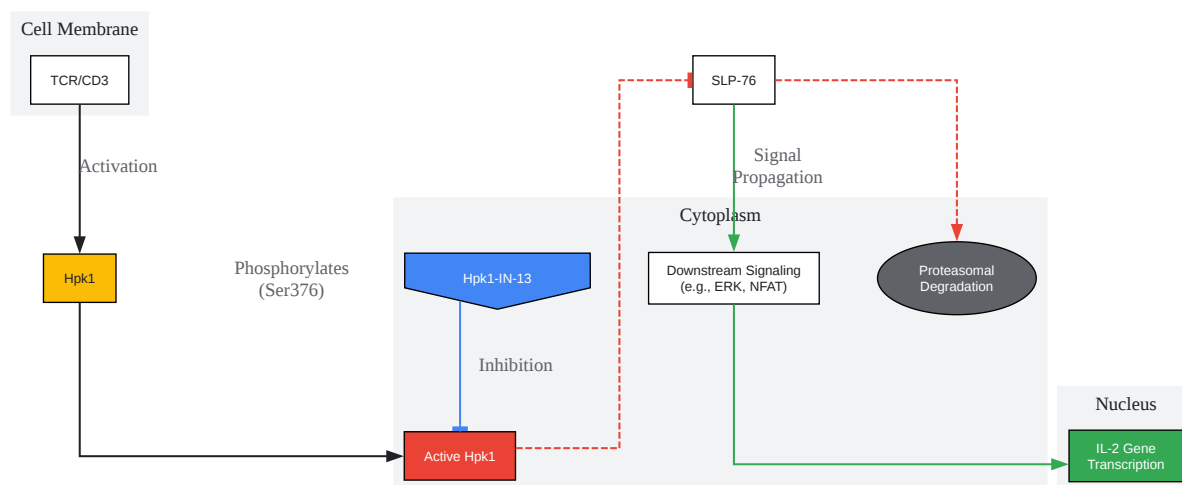 Cell Membrane
TCR/CD3
SLP-76
Activation
Signal
Propagation
Cytoplasm
Hpk1
Phosphorylates
(Ser376)
Hpk1-IN-13
Downstream Signaling
(e.g., ERK, NFAT)
Proteasomal
Degradation
Inhibition
Nucleus
Active Hpk1
IL-2 Gene
Transcription